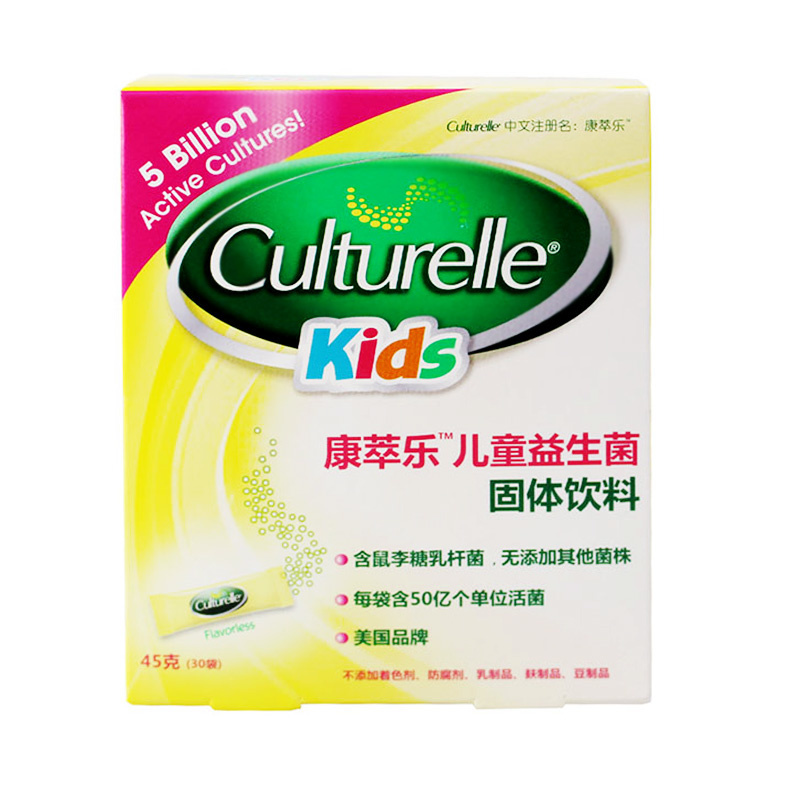 5 Billion
Active Cultures!
Culturelle® 中文注册名：康萃乐™
Culturelle®
Kids
康萃乐™儿童益生菌
固体饮料
含鼠李糖乳杆菌，无添加其他菌株
每袋含50亿个单位活菌
美国品牌
Culturelle
Flavorless
45克 (30袋)
不添加着色剂、防腐剂、乳制品、麸制品、豆制品